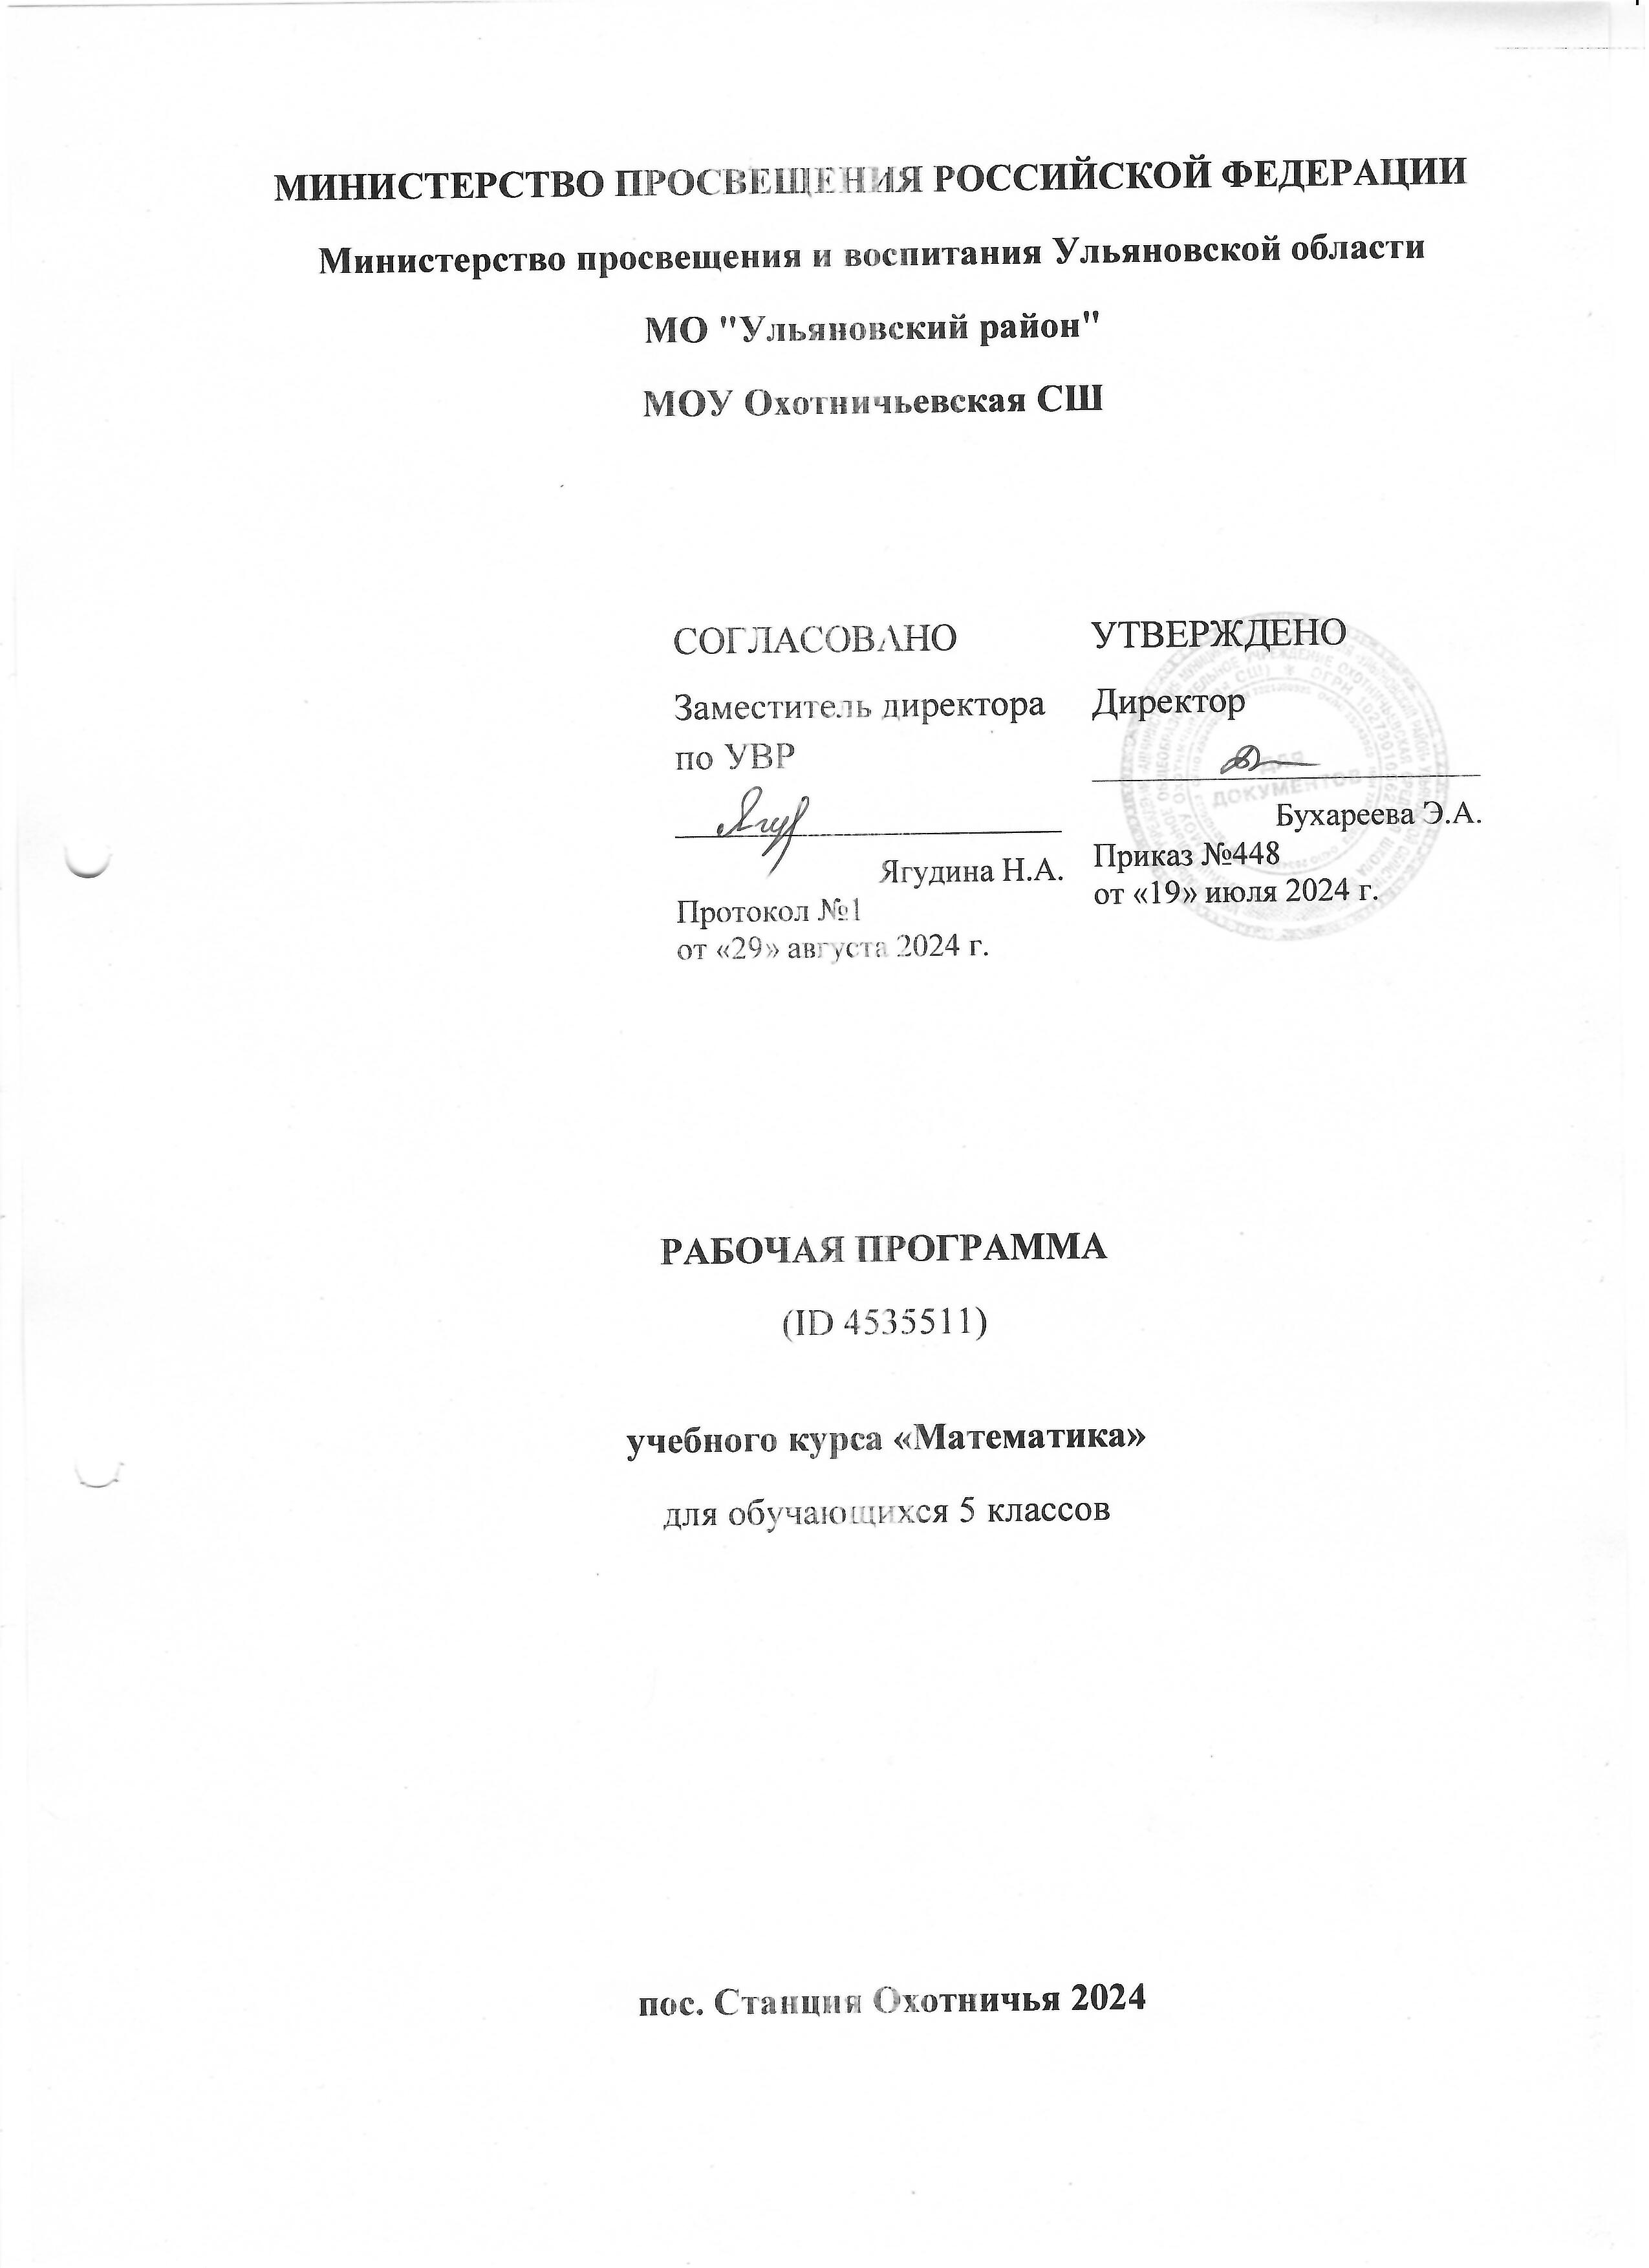 МИНИСТЕРСТВО ПРОСВЕЩЕНИЯ РОССИЙСКОЙ ФЕДЕРАЦИИ
Министерство просвещения и воспитания Ульяновской области
МО "Ульяновский район"
МОУ Охотничьевская СШ
СОГЛАСОВАНО
Заместитель директора
по УВР
Ягудина Н.А.
Протокол №1
от «29» августа 2024 г.
УТВЕРЖДЕНО
Директор
ДЛЯ
ДОКУМЕНТОВ
Бухареева Э.А.
Приказ №448
от «19» июля 2024 г.
РАБОЧАЯ ПРОГРАММА
(ID 4535511)
учебного курса «Математика»
для обучающихся 5 классов
пос. Станция Охотничья 2024